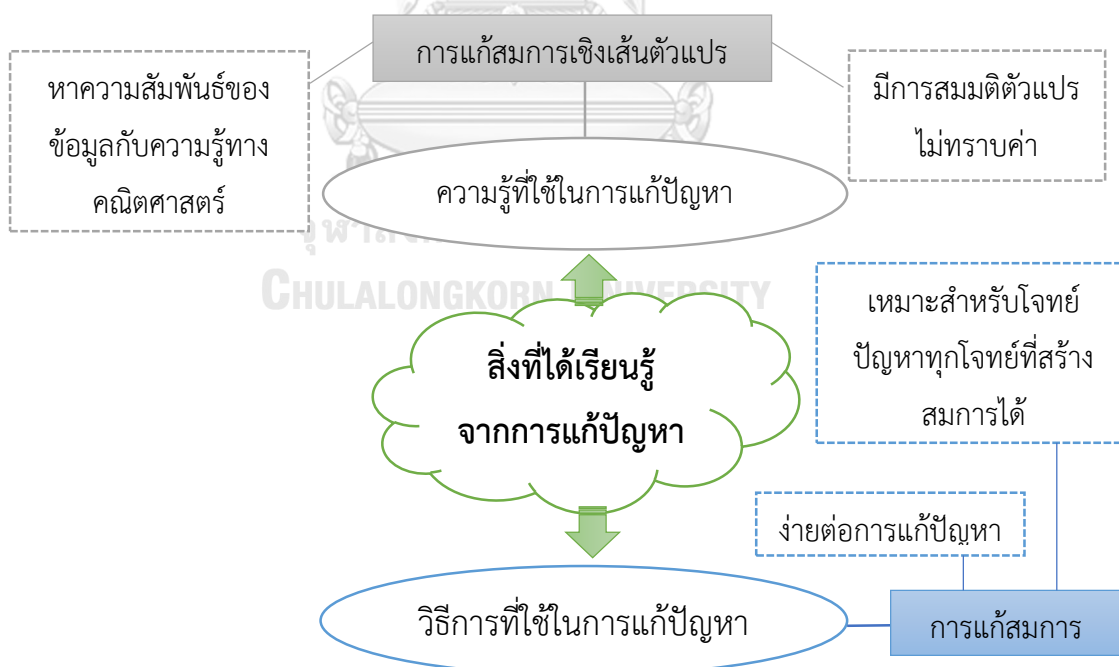 การแก้สมการเชิงเส้นตัวแปร
หาความสัมพันธ์ของ
ข้อมูลกับความรู้ทาง
คณิตศาสตร์
มีการสมมติตัวแปร
ไม่ทราบค่า
ความรู้ที่ใช้ในการแก้ปัญหา
CHULALONGKORN UNIVERSITY
เหมาะสำหรับโจทย์
ปัญหาทุกโจทย์ที่สร้าง
สมการได้
สิ่งที่ได้เรียนรู้
จากการแก้ปัญหา
ง่ายต่อการแก้ปัญหา
วิธีการที่ใช้ในการแก้ปัญหา
การแก้สมการ